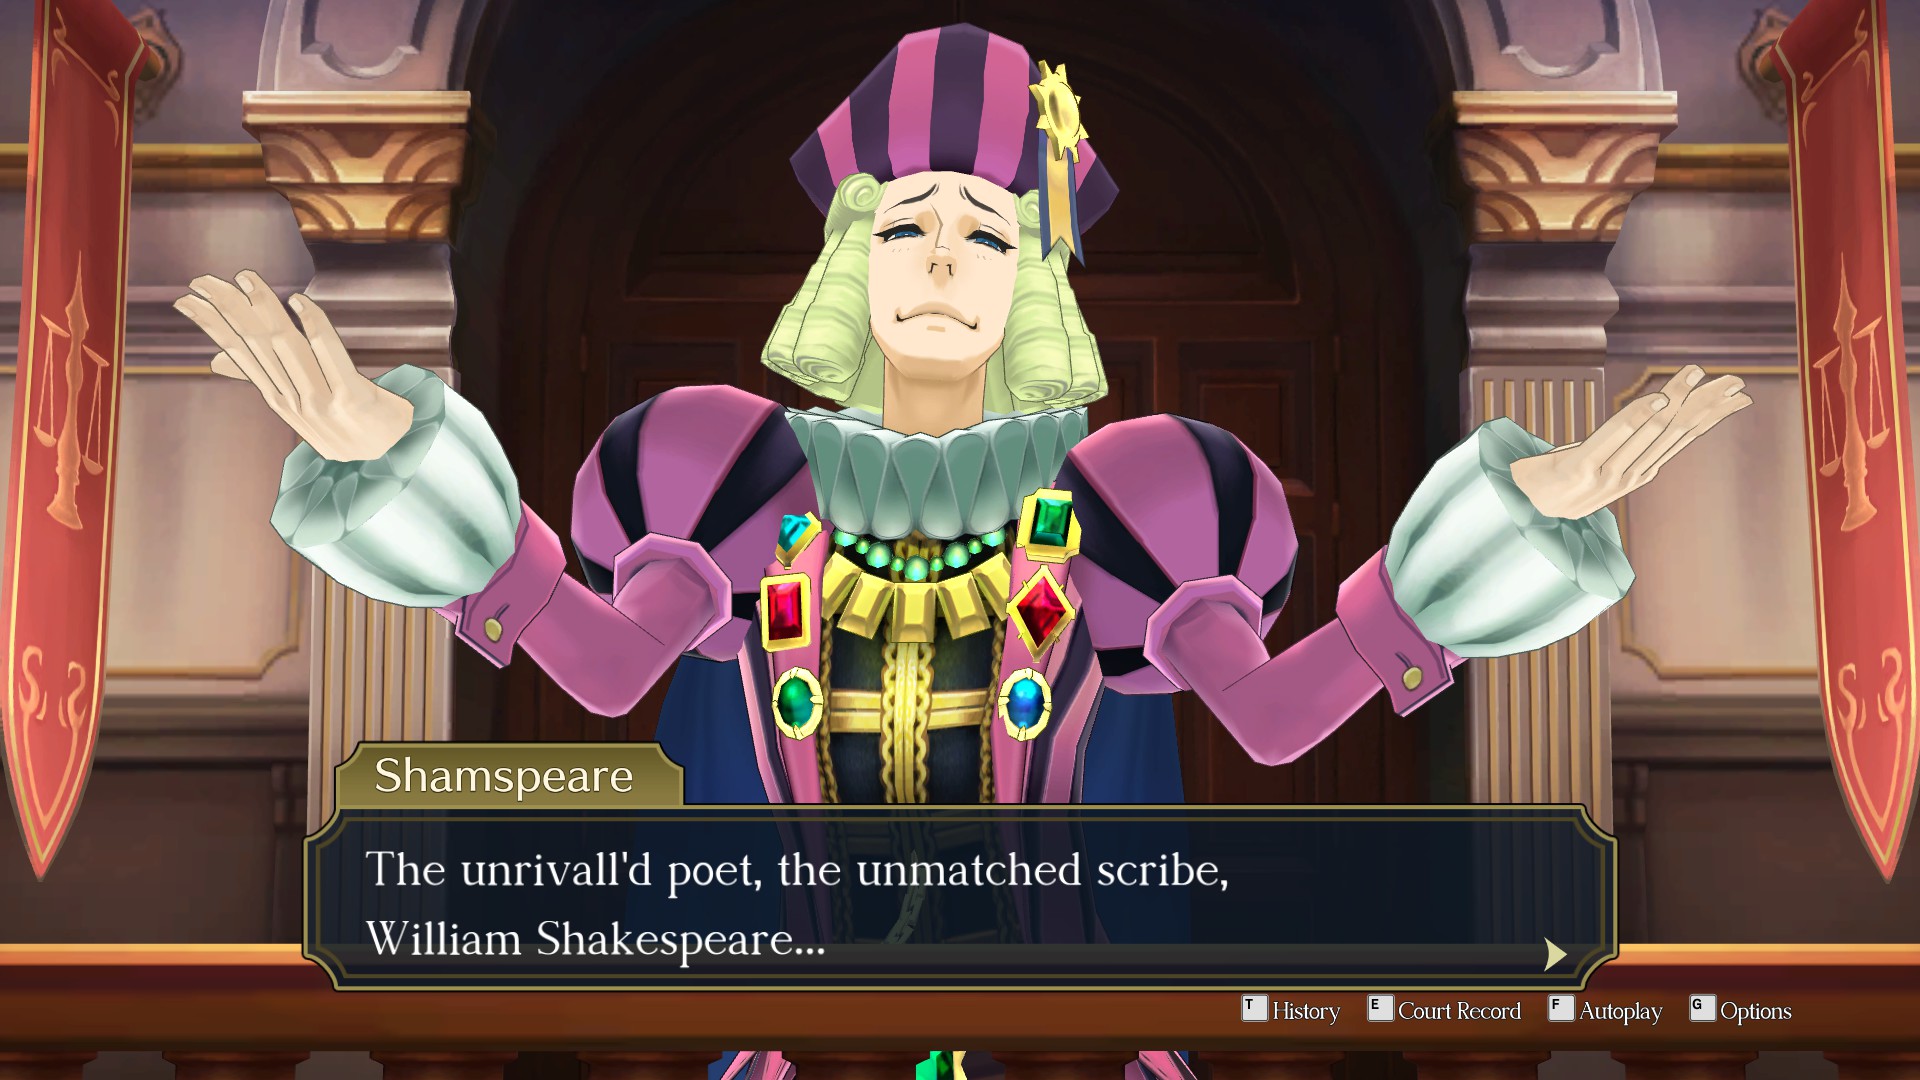 Shamspeare
The unrivall'd poet, the unmatched scribe,
William Shakespeare...
T History E Court Record F Autoplay G Options